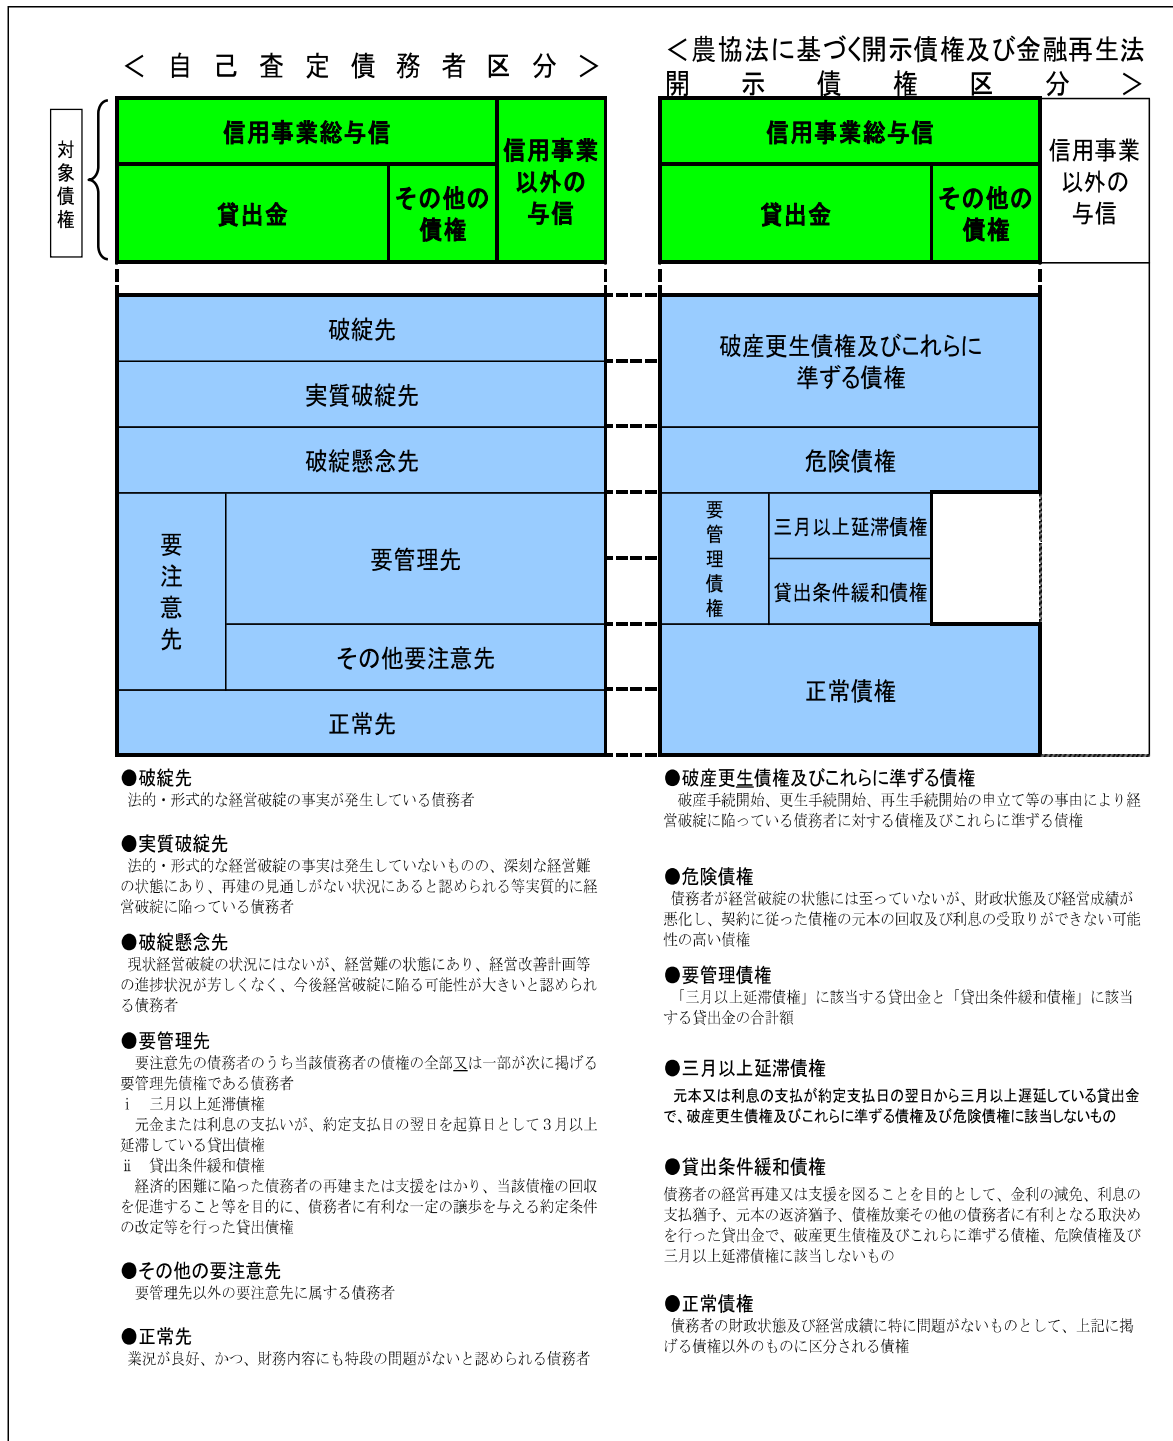 ＜自己査定債務者区分＞
＜農協法に基づく開示債権及び金融再生法
開示債権区分＞
対象債権
信用事業総与信
信用事業
以外の
与信
貸出金
その他の
債権
信用事業総与信
信用事業
以外の
与信
貸出金
その他の
債権
破綻先
実質破綻先
破綻懸念先
要注意先
要管理先
その他要注意先
正常先
破産更生債権及びこれらに
準ずる債権
危険債権
要管理債権
三月以上延滞債権
貸出条件緩和債権
正常債権
●破綻先
法的・形式的な経営破綻の事実が発生している債務者
●実質破綻先
法的・形式的な経営破綻の事実は発生していないものの、深刻な経営難
の状態にあり、再建の見通しがない状況にあると認められる等実質的に経
営破綻に陥っている債務者
●破綻懸念先
現状経営破綻の状況にはないが、経営難の状態にあり、経営改善計画等
の進捗状況が芳しくなく、今後経営破綻に陥る可能性が大きいと認められ
る債務者
●要管理先
要注意先の債務者のうち当該債務者の債権の全部又は一部が次に掲げる
要管理先債権である債務者
ⅰ　三月以上延滞債権
元金または利息の支払いが、約定支払日の翌日を起算日として３月以上
延滞している貸出債権
ⅱ　貸出条件緩和債権
経済的困難に陥った債務者の再建または支援をはかり、当該債権の回収
を促進すること等を目的に、債務者に有利な一定の譲歩を与える約定条件
の改定等を行った貸出債権
●その他の要注意先
要管理先以外の要注意先に属する債務者
●正常先
業況が良好、かつ、財務内容にも特段の問題がないと認められる債務者
●破産更生債権及びこれらに準ずる債権
破産手続開始、更生手続開始、再生手続開始の申立て等の事由により経
営破綻に陥っている債務者に対する債権及びこれらに準ずる債権
●危険債権
債務者が経営破綻の状態には至っていないが、財政状態及び経営成績が
悪化し、契約に従った債権の元本の回収及び利息の受取りができない可能
性の高い債権
●要管理債権
「三月以上延滞債権」に該当する貸出金と「貸出条件緩和債権」に該当
する貸出金の合計額
●三月以上延滞債権
元本又は利息の支払が約定支払日の翌日から三月以上遅延している貸出金
で、破産更生債権及びこれらに準ずる債権及び危険債権に該当しないもの
●貸出条件緩和債権
債務者の経営再建又は支援を図ることを目的として、金利の減免、利息の
支払猶予、元本の返済猶予、債権放棄その他の債務者に有利となる取決め
を行った貸出金で、破産更生債権及びこれらに準ずる債権、危険債権及び
三月以上延滞債権に該当しないもの
●正常債権
債務者の財政状態及び経営成績に特に問題がないものとして、上記に掲
げる債権以外のものに区分される債権